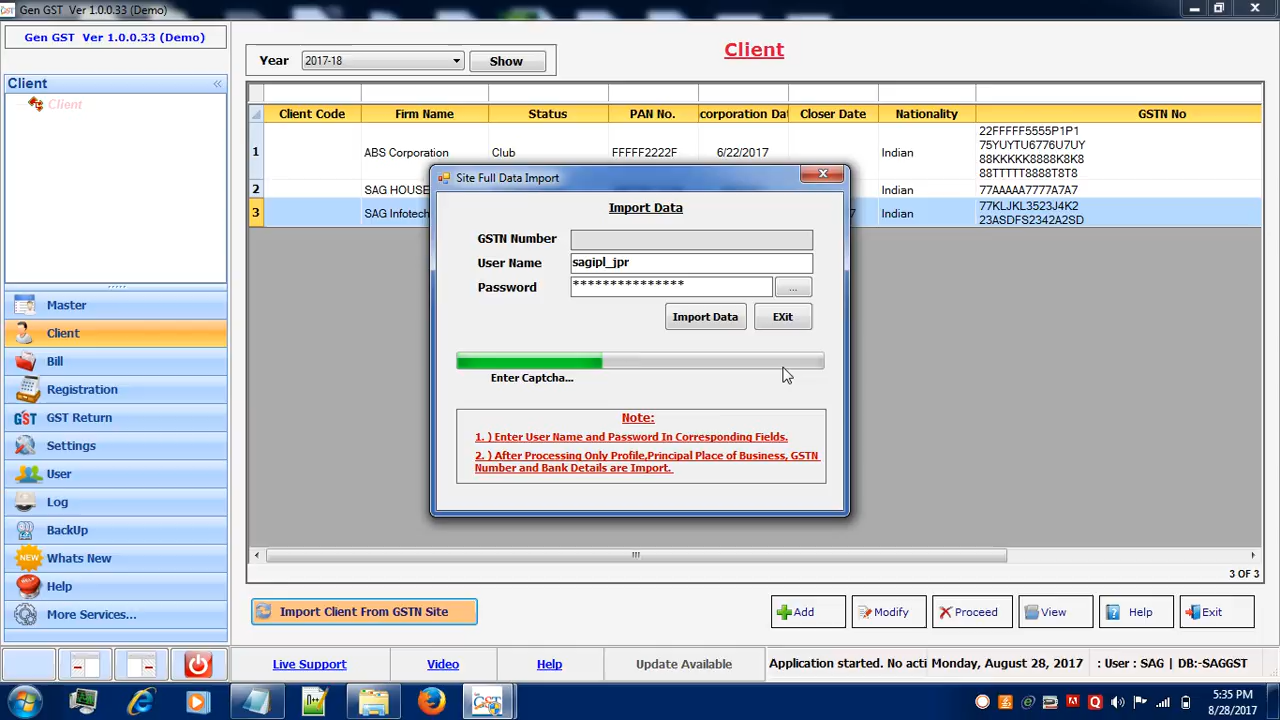 Gen GST Ver 1.0.0.33 (Demo)
Gen GST Ver 1.0.0.33 (Demo)
Client
Client
Master
Client
Bill
Registration
GST Return
Settings
User
Log
BackUp
NEW Whats New
Help
More Services...
Year 2017-18 Show
Client
Client Code Firm Name Status PAN No. corporation Dat Closer Date Nationality GSTN No
1 ABS Corporation Club FFFFF2222F 6/22/2017 Indian
22FFFFF5555P1P1
75YUYTU6776U7UY
88KKKKK8888K8K8
88TTTTT8888T8T8
2 SAG HOUSE Indian 77AAAAA7777A7A7
3 SAG Infotech 7 Indian
77KLJKL3523J4K2
23ASDFS2342A2SD
Site Full Data Import
Import Data
GSTN Number
User Name sagipl_jpr
Password *************** ...
Import Data EXit
Enter Captcha...
Note:
1. ) Enter User Name and Password In Corresponding Fields.
2. ) After Processing Only Profile,Principal Place of Business, GSTN
Number and Bank Details are Import.
3 OF 3
Import Client From GSTN Site Add Modify Proceed View Help Exit
Live Support Video Help Update Available Application started. No acti Monday, August 28, 2017 : User : SAG | DB:-SAGGST
5:35 PM
8/28/2017